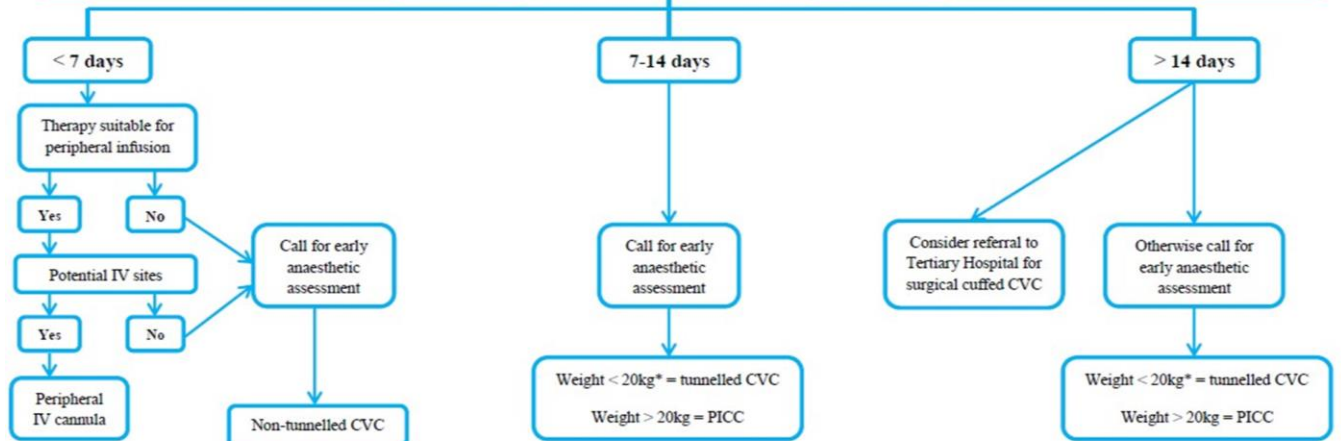 < 7 days
7-14 days
> 14 days
Therapy suitable for
peripheral infusion
Yes
No
Potential IV sites
Yes
No
Peripheral
IV cannula
Call for early
anaesthetic
assessment
Non-tunnelled CVC
Call for early
anaesthetic
assessment
Weight < 20kg* = tunnelled CVC
Weight > 20kg = PICC
Consider referral to
Tertiary Hospital for
surgical cuffed CVC
Otherwise call for
early anaesthetic
assessment
Weight < 20kg* = tunnelled CVC
Weight > 20kg = PICC